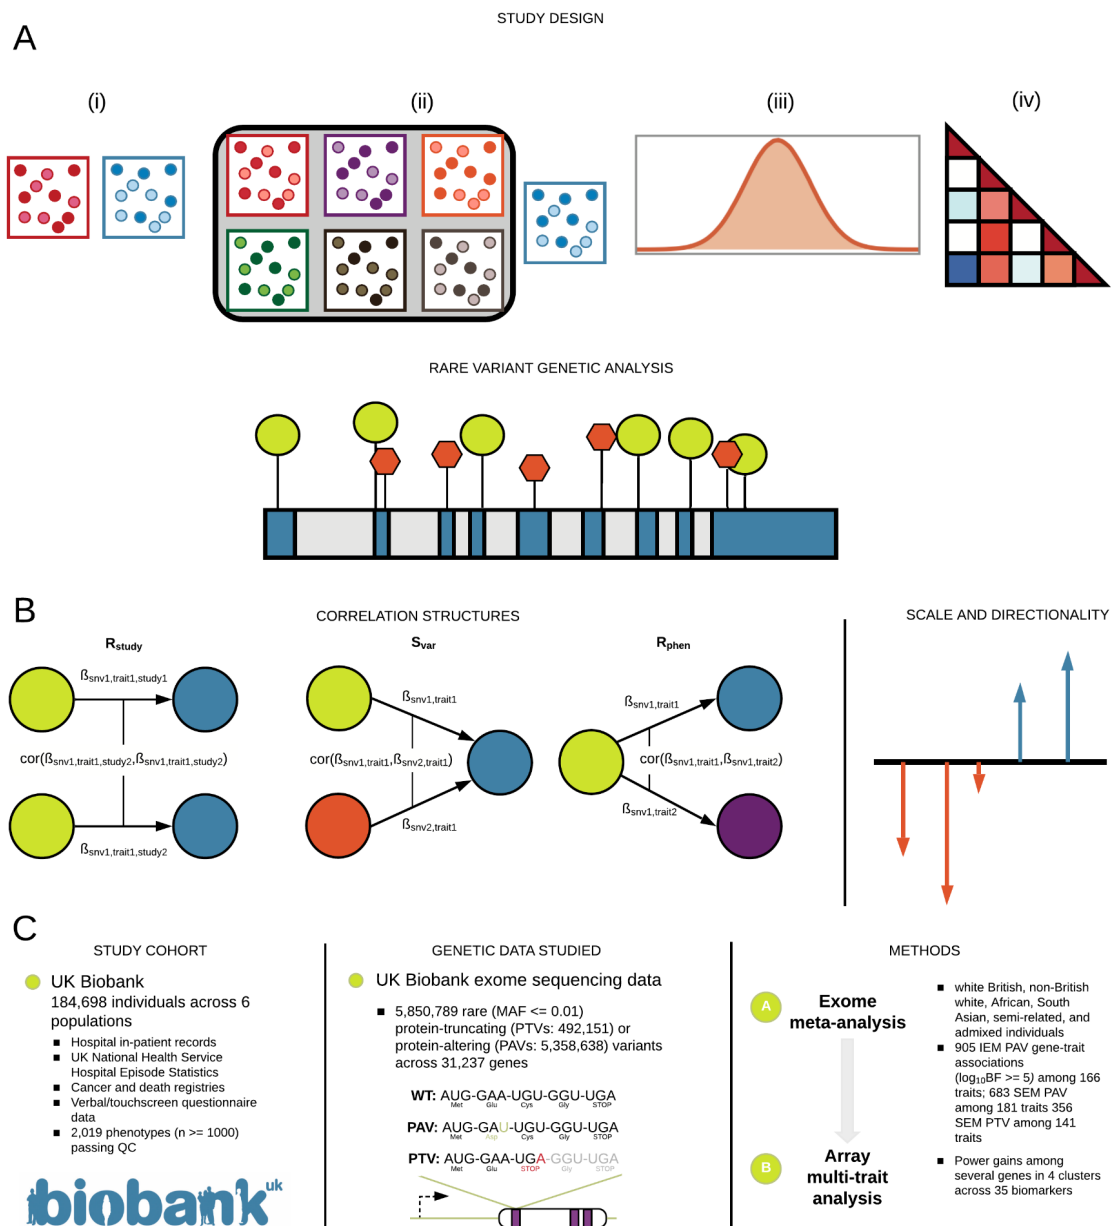 STUDY DESIGN
A
(i)
(ii)
(iii)
(iv)
RARE VARIANT GENETIC ANALYSIS
B
CORRELATION STRUCTURES
SCALE AND DIRECTIONALITY
Rstudy
ßsnv1,trait1,study1
cor(ßsnv1,trait1,study2,ßsnv1,trait1,study2)
ßsnv1,trait1,study2
Svar
ßsnv1,trait1
cor(ßsnv1,trait1,ßsnv2,trait1)
ßsnv2,trait1
Rphen
ßsnv1,trait1
cor(ßsnv1,trait1,ßsnv1,trait2)
ßsnv1,trait2
C
STUDY COHORT
UK Biobank
184,698 individuals across 6
populations
Hospital in-patient records
UK National Health Service
Hospital Episode Statistics
Cancer and death registries
Verbal/touchscreen questionnaire
data
2,019 phenotypes (n >= 1000)
passing QC
biobank uk
GENETIC DATA STUDIED
UK Biobank exome sequencing data
5,850,789 rare (MAF <= 0.01)
protein-truncating (PTVs: 492,151) or
protein-altering (PAVs: 5,358,638) variants
across 31,237 genes
WT: AUG-GAA-UGU-GGU-UGA
Met Glu Cys Gly STOP
PAV: AUG-GAU-UGU-GGU-UGA
Met Asp Cys Gly STOP
PTV: AUG-GAA-UGA-GGU-UGA
Met Glu STOP Gly STOP
METHODS
A
Exome
meta-analysis
B
Array
multi-trait
analysis
white British, non-British
white, African, South
Asian, semi-related, and
admixed individuals
905 IEM PAV gene-trait
associations
(log10BF >= 5) among 166
traits; 683 SEM PAV
among 181 traits 356
SEM PTV among 141
traits
Power gains among
several genes in 4 clusters
across 35 biomarkers